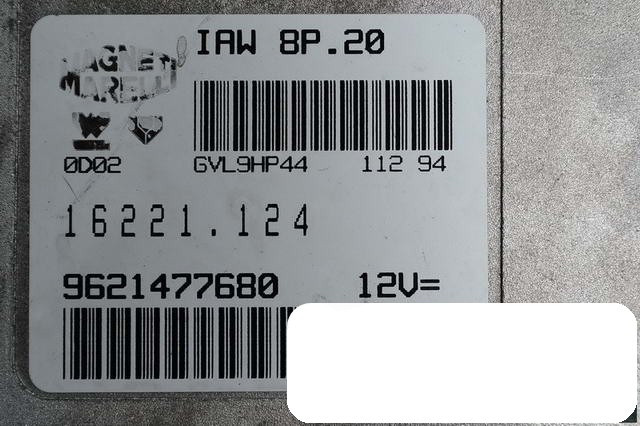 IAW 8P.20
MAGNETI
MARELLI
0D02 GVL9HP44 112 94
16221.124
9621477680 12V=